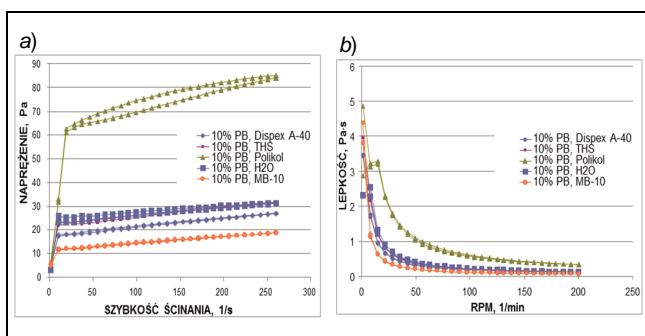 a)
NAPRĘŻENIE, Pa
90
80
70
60
50
40
30
20
10
0
0
50
100
150
200
250
300
SZYBKOŚĆ ŚCINANIA, 1/s
10% PB, Dispex A-40
10% PB, THS
10% PB, Polikol
10% PB, H2O
10% PB, MB-10
b)
LEPKOŚĆ, Pa·s
6
5
4
3
2
1
0
0
50
100
150
200
250
RPM, 1/min
10% PB, Dispex A-40
10% PB, THS
10% PB, Polikol
10% PB, H2O
10% PB, MB-10